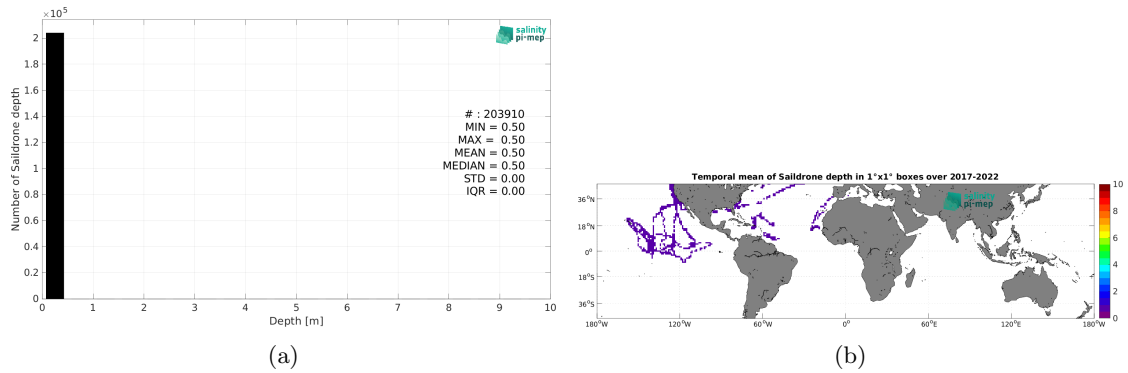 ×10⁵
2
1.8
1.6
1.4
1.2
1
0.8
0.6
0.4
0.2
0
Number of Saildrone depth
0 1 2 3 4 5 6 7 8 9 10
Depth [m]
salinity
pi-mep
# : 203910
MIN = 0.50
MAX = 0.50
MEAN = 0.50
MEDIAN = 0.50
STD = 0.00
IQR = 0.00
(a)
Temporal mean of Saildrone depth in 1°x1° boxes over 2017-2022
salinity
pi-mep
36°N
18°N
0°
18°S
36°S
180°W 120°W 60°W 0° 60°E 120°E 180°W
10
8
6
4
2
0
(b)